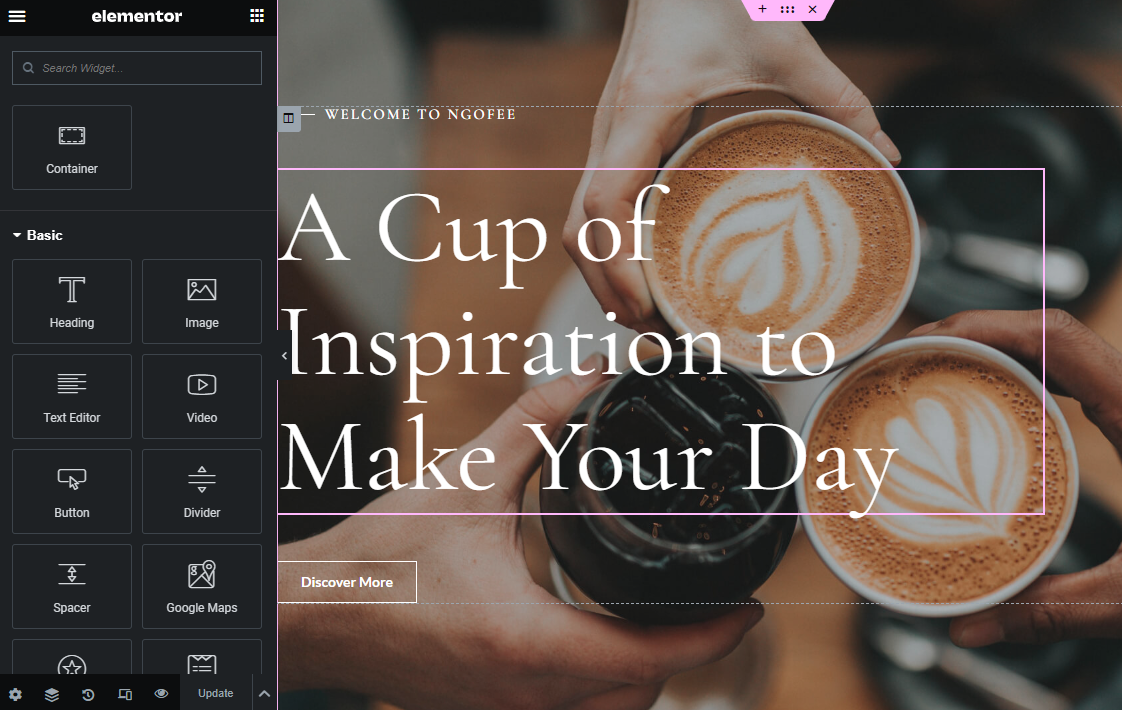 elementor
Search Widget...
Container
Basic
Heading
Image
Text Editor
Video
Button
Divider
Spacer
Google Maps
Update
WELCOME TO NGOFEE
A Cup of
Inspiration to
Make Your Day
Discover More